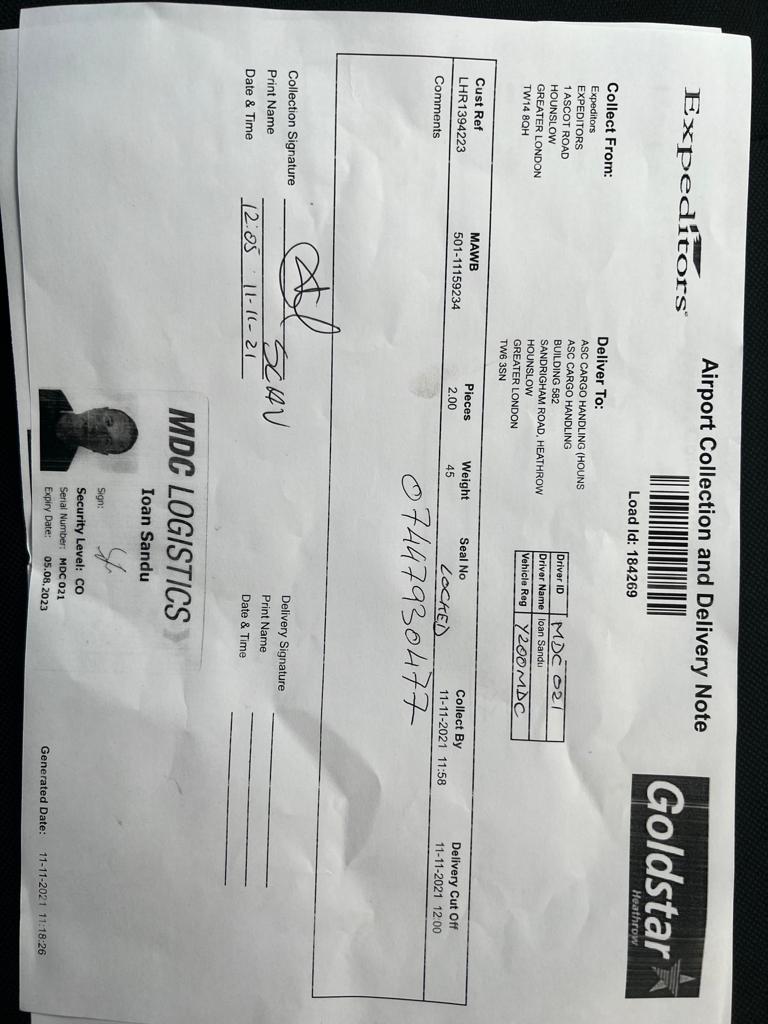 Expeditors
Airport Collection and Delivery Note
Load Id: 184269
Goldstar
Heathrow
Collect From:
Expeditors
EXPEDITORS
1 ASCOT ROAD
HOUNSLOW
GREATER LONDON
TW14 8QH
Deliver To:
ASC CARGO HANDLING (HOUNS
ASC CARGO HANDLING
BUILDING 582
SANDRIGHAM ROAD, HEATHROW
HOUNSLOW
GREATER LONDON
TW6 3SN
Driver ID MDC 021
Driver Name Ioan Sandu
Vehicle Reg Y200MDC
Cust Ref MAWB Pieces Weight Seal No Collect By Delivery Cut Off
LHR1394223 501-11159234 2.00 45 LOCKED 11-11-2021 11:58 11-11-2021 12:00
Comments
07447930477
Collection Signature
Print Name
Date & Time 12:05 11-11-21
Delivery Signature
Print Name
Date & Time
MDC LOGISTICS
Ioan Sandu
Sign:
Security Level: CO
Serial Number: MDC 021
Expiry Date: 05.08.2023
Generated Date: 11-11-2021 11:18:26